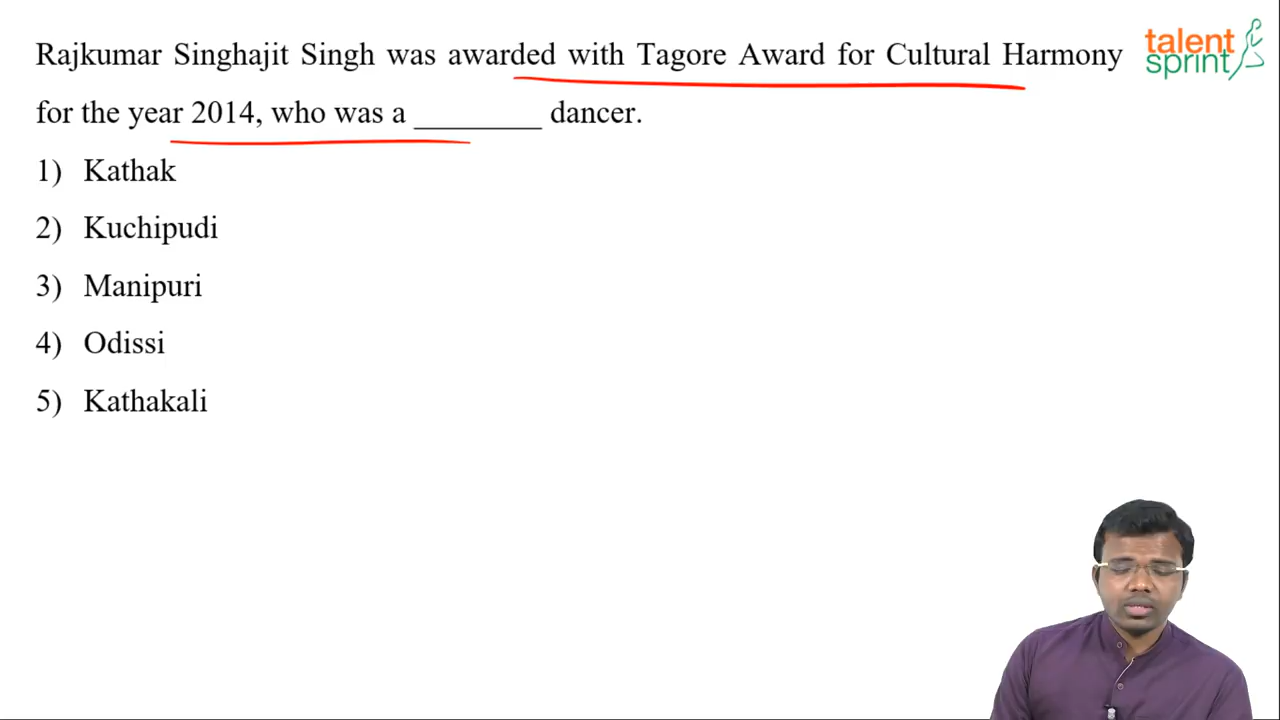 Rajkumar Singhajit Singh was awarded with Tagore Award for Cultural Harmony
for the year 2014, who was a ________ dancer.
1) Kathak
2) Kuchipudi
3) Manipuri
4) Odissi
5) Kathakali
talent
sprint